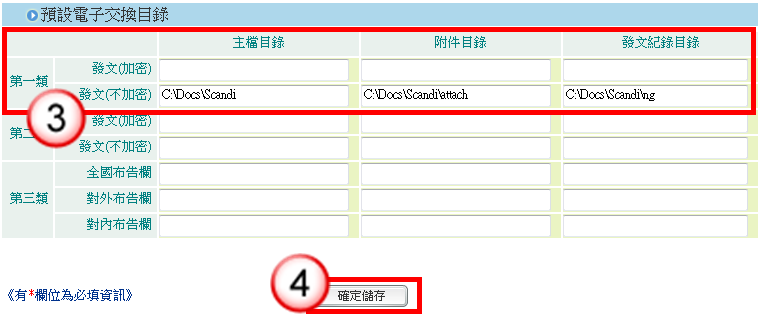 預設電子交換目錄
主檔目錄 附件目錄 發文紀錄目錄
第一類 發文(加密)
發文(不加密) C:\Docs\Scandi C:\Docs\Scandi\attach C:\Docs\Scandi\ng
3
第二 發文(加密)
發文(不加密)
第三類 全國布告欄
對外布告欄
對內布告欄
4
《有*欄位為必填資訊》 確定儲存